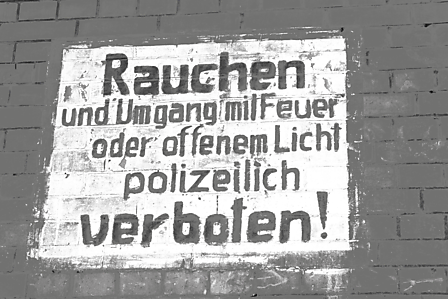 Rauchen
und Umgang mit Feuer
oder offenem Licht
polizeilich
verboten!